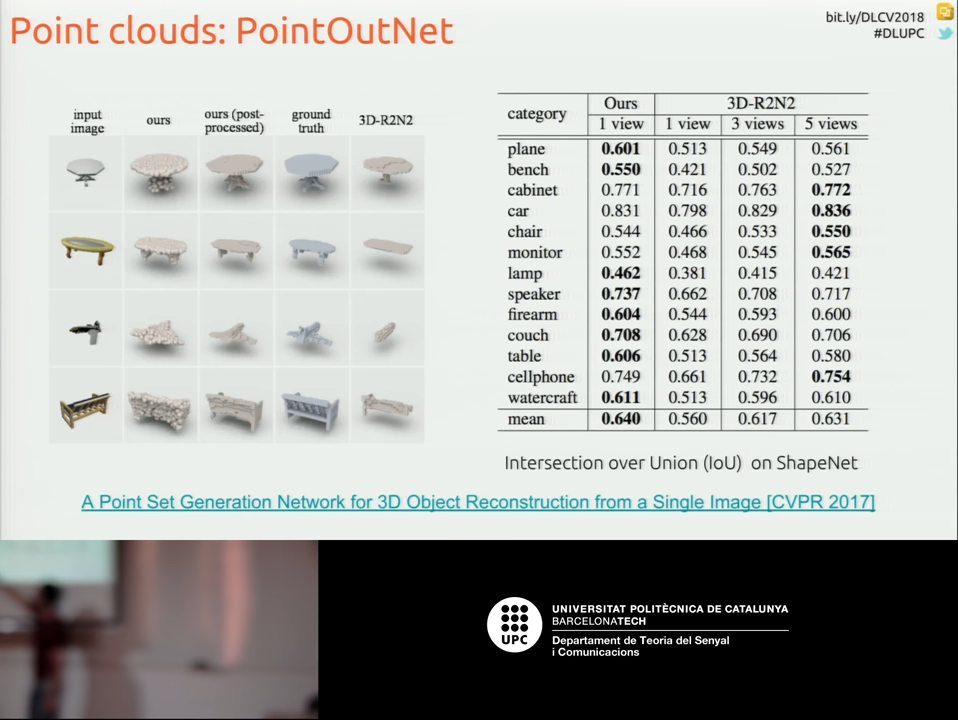 Point clouds: PointOutNet
bit.ly/DLCV2018
#DLUPC
input image
ours
ours (post-processed)
ground truth
3D-R2N2
category Ours 3D-R2N2
1 view 1 view 3 views 5 views
plane 0.601 0.513 0.549 0.561
bench 0.550 0.421 0.502 0.527
cabinet 0.771 0.716 0.763 0.772
car 0.831 0.798 0.829 0.836
chair 0.544 0.466 0.533 0.550
monitor 0.552 0.468 0.545 0.565
lamp 0.462 0.381 0.415 0.421
speaker 0.737 0.662 0.708 0.717
firearm 0.604 0.544 0.593 0.600
couch 0.708 0.628 0.690 0.706
table 0.606 0.513 0.564 0.580
cellphone 0.749 0.661 0.732 0.754
watercraft 0.611 0.513 0.596 0.610
mean 0.640 0.560 0.617 0.631
Intersection over Union (IoU) on ShapeNet
A Point Set Generation Network for 3D Object Reconstruction from a Single Image [CVPR 2017]
UPC
UNIVERSITAT POLITÈCNICA DE CATALUNYA
BARCELONATECH
Departament de Teoria del Senyal
i Comunicacions